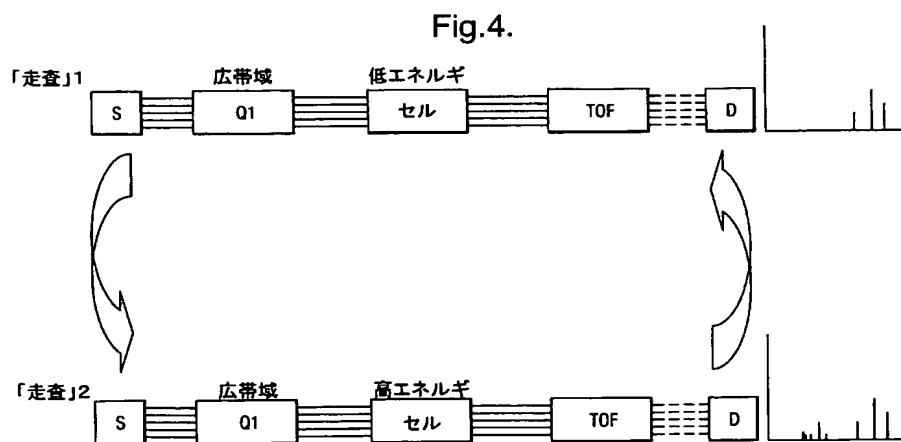 Fig.4.
「走査」1
広帯域
低エネルギ
S
Q1
セル
TOF
D
「走査」2
広帯域
高エネルギ
S
Q1
セル
TOF
D